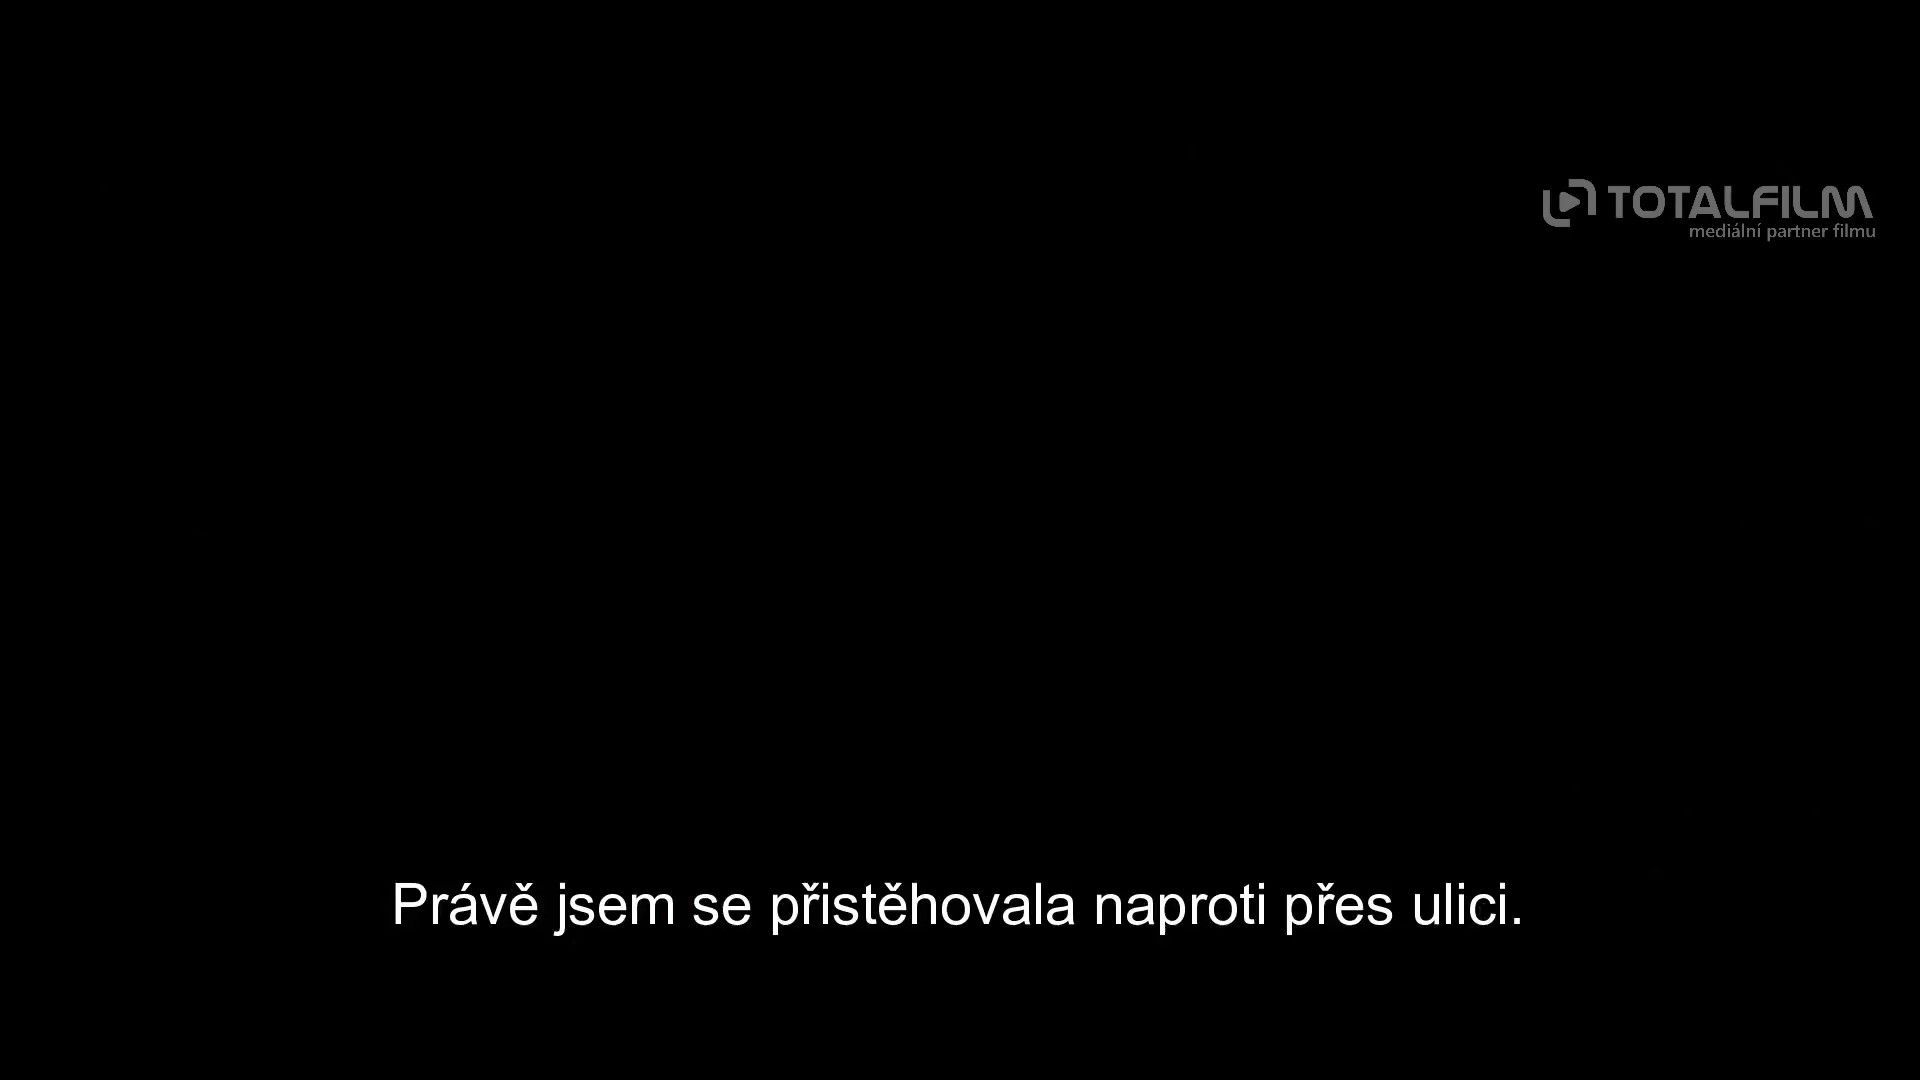 TOTALFILM
mediální partner filmu
Právě jsem se přistěhovala naproti přes ulici.